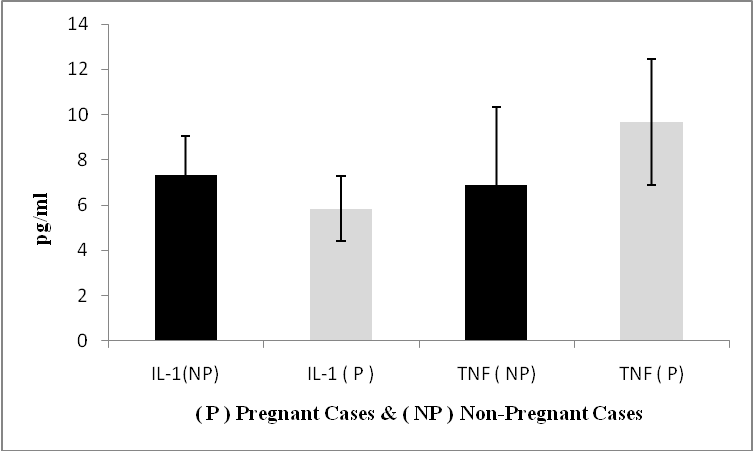 14
12
10
8
6
4
2
0
pg/ml
IL-1(NP) IL-1 ( P ) TNF ( NP) TNF ( P)
( P ) Pregnant Cases & ( NP ) Non-Pregnant Cases